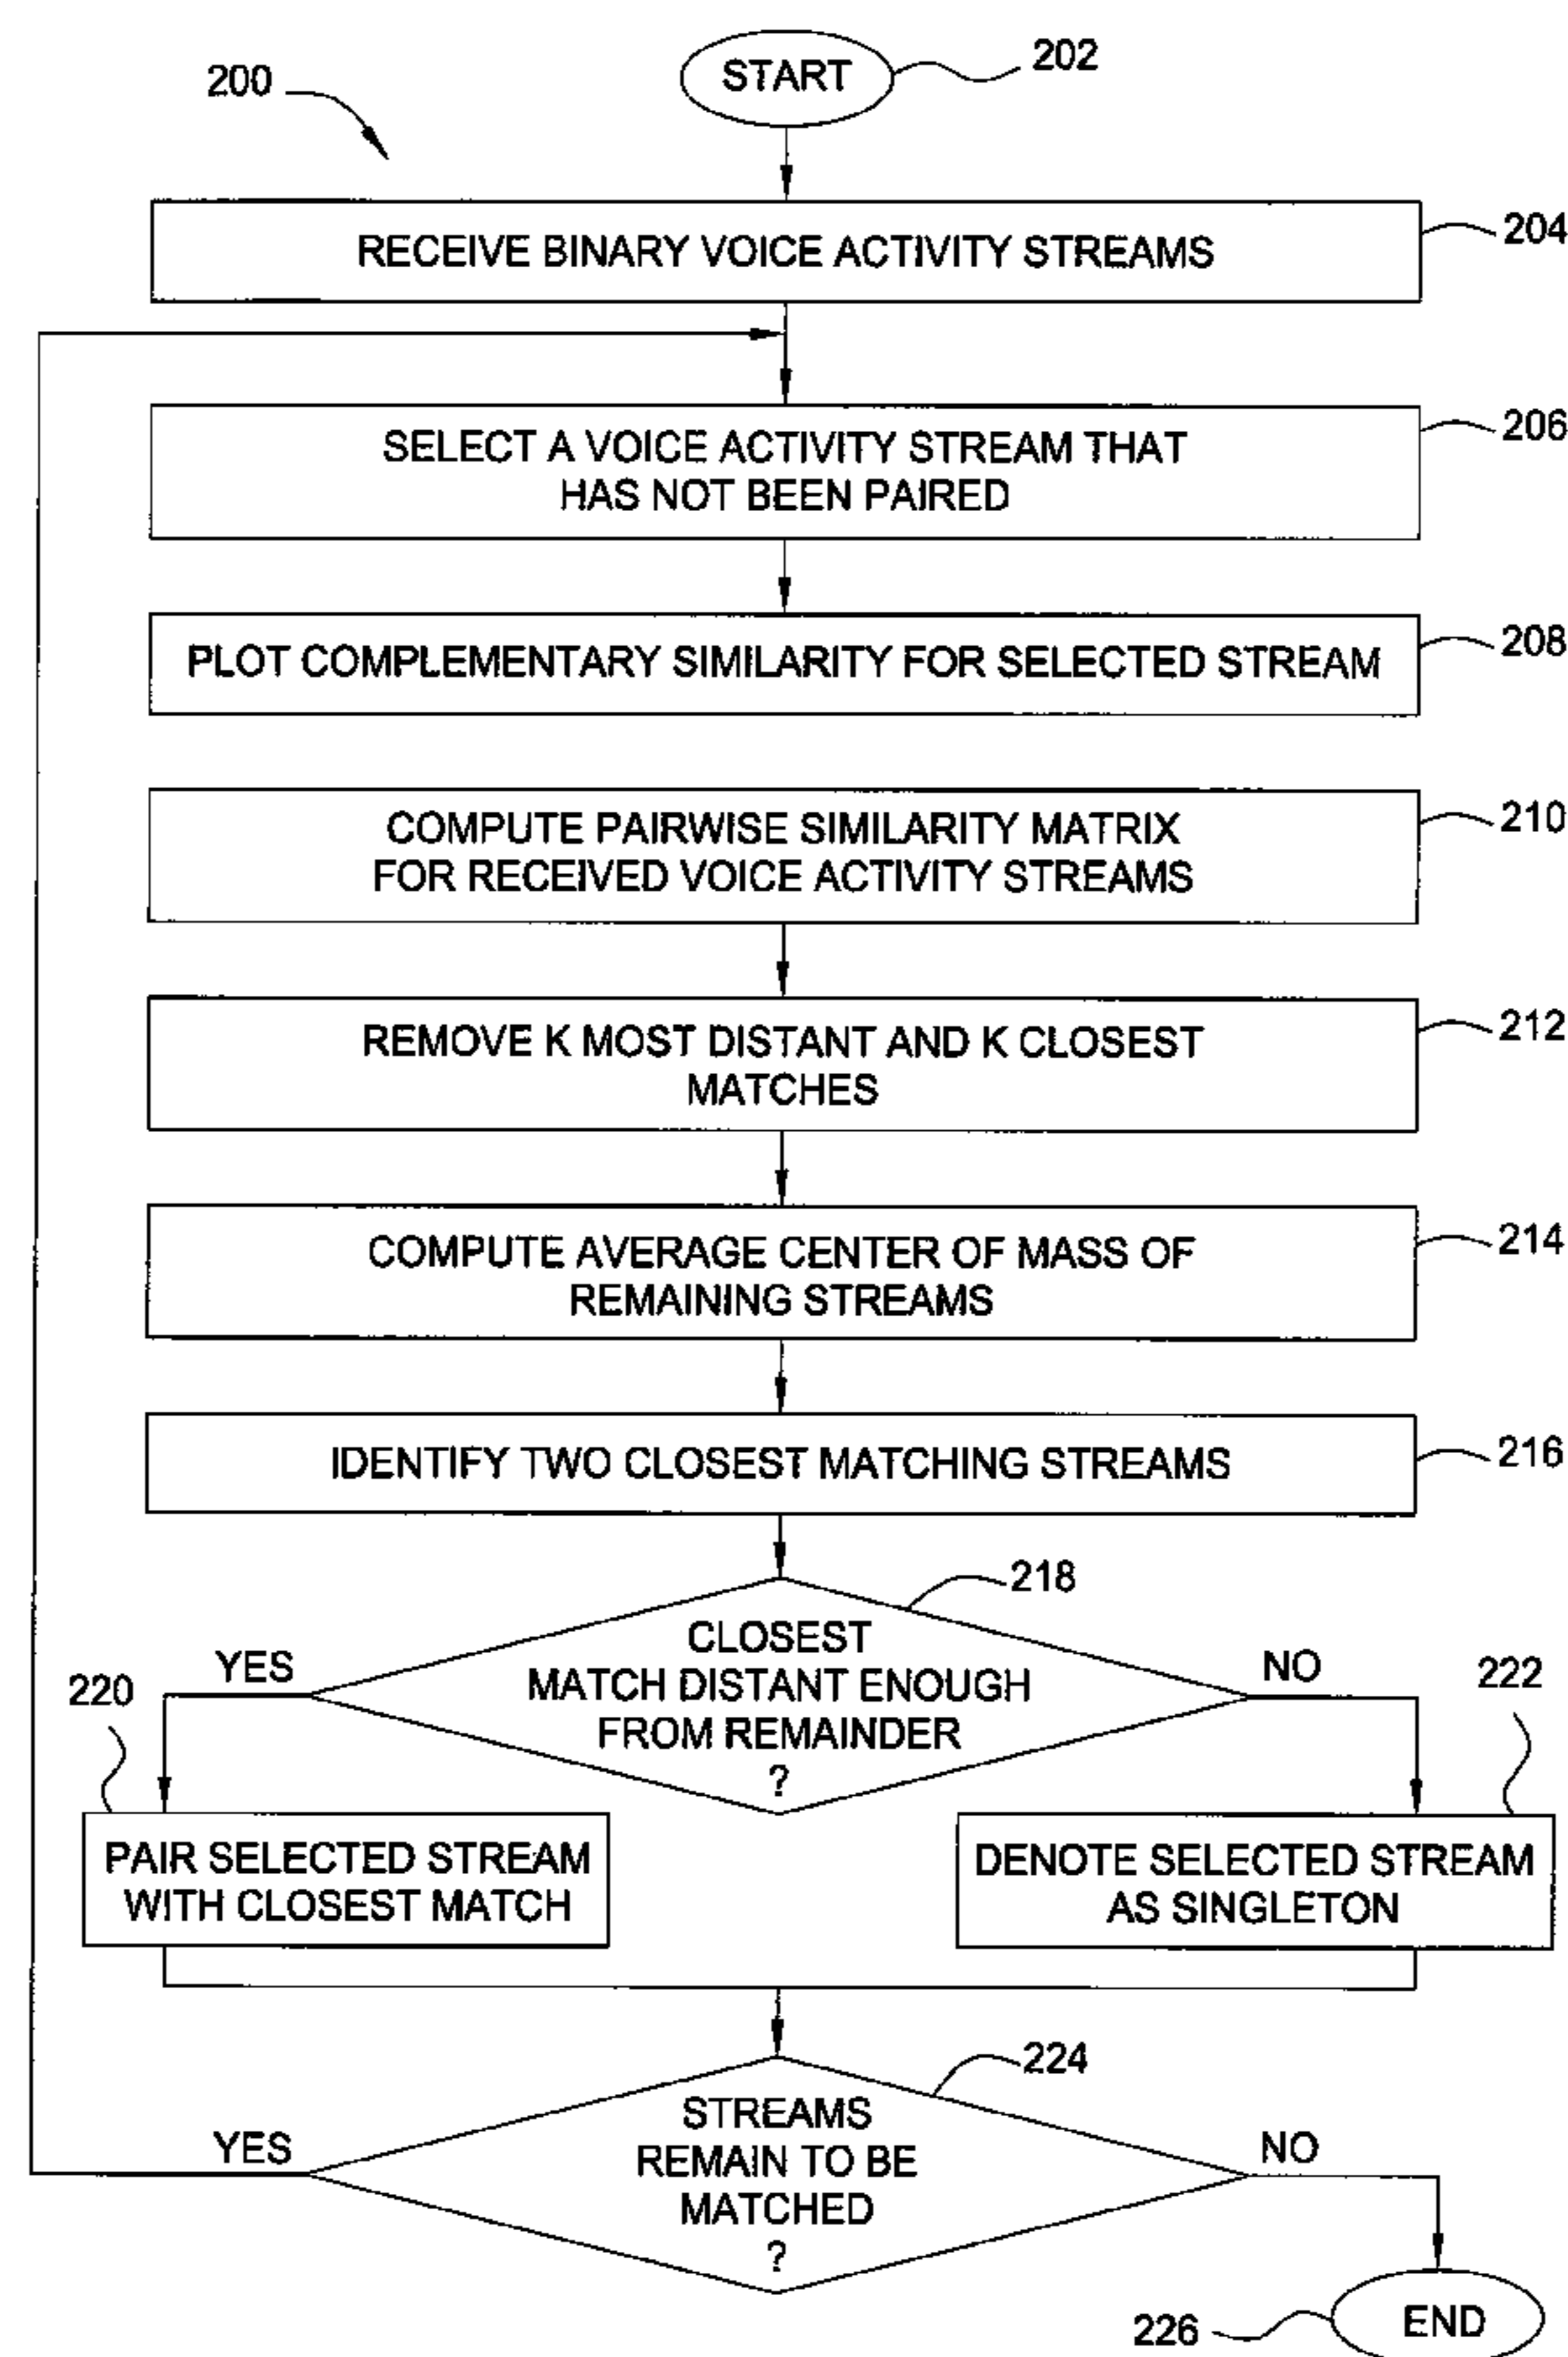 200
START
202
RECEIVE BINARY VOICE ACTIVITY STREAMS
204
SELECT A VOICE ACTIVITY STREAM THAT
HAS NOT BEEN PAIRED
206
PLOT COMPLEMENTARY SIMILARITY FOR SELECTED STREAM
208
COMPUTE PAIRWISE SIMILARITY MATRIX
FOR RECEIVED VOICE ACTIVITY STREAMS
210
REMOVE K MOST DISTANT AND K CLOSEST
MATCHES
212
COMPUTE AVERAGE CENTER OF MASS OF
REMAINING STREAMS
214
IDENTIFY TWO CLOSEST MATCHING STREAMS
216
218
CLOSEST
MATCH DISTANT ENOUGH
FROM REMAINDER
?
YES
NO
220
222
PAIR SELECTED STREAM
WITH CLOSEST MATCH
DENOTE SELECTED STREAM
AS SINGLETON
224
STREAMS
REMAIN TO BE
MATCHED
?
YES
NO
226
END